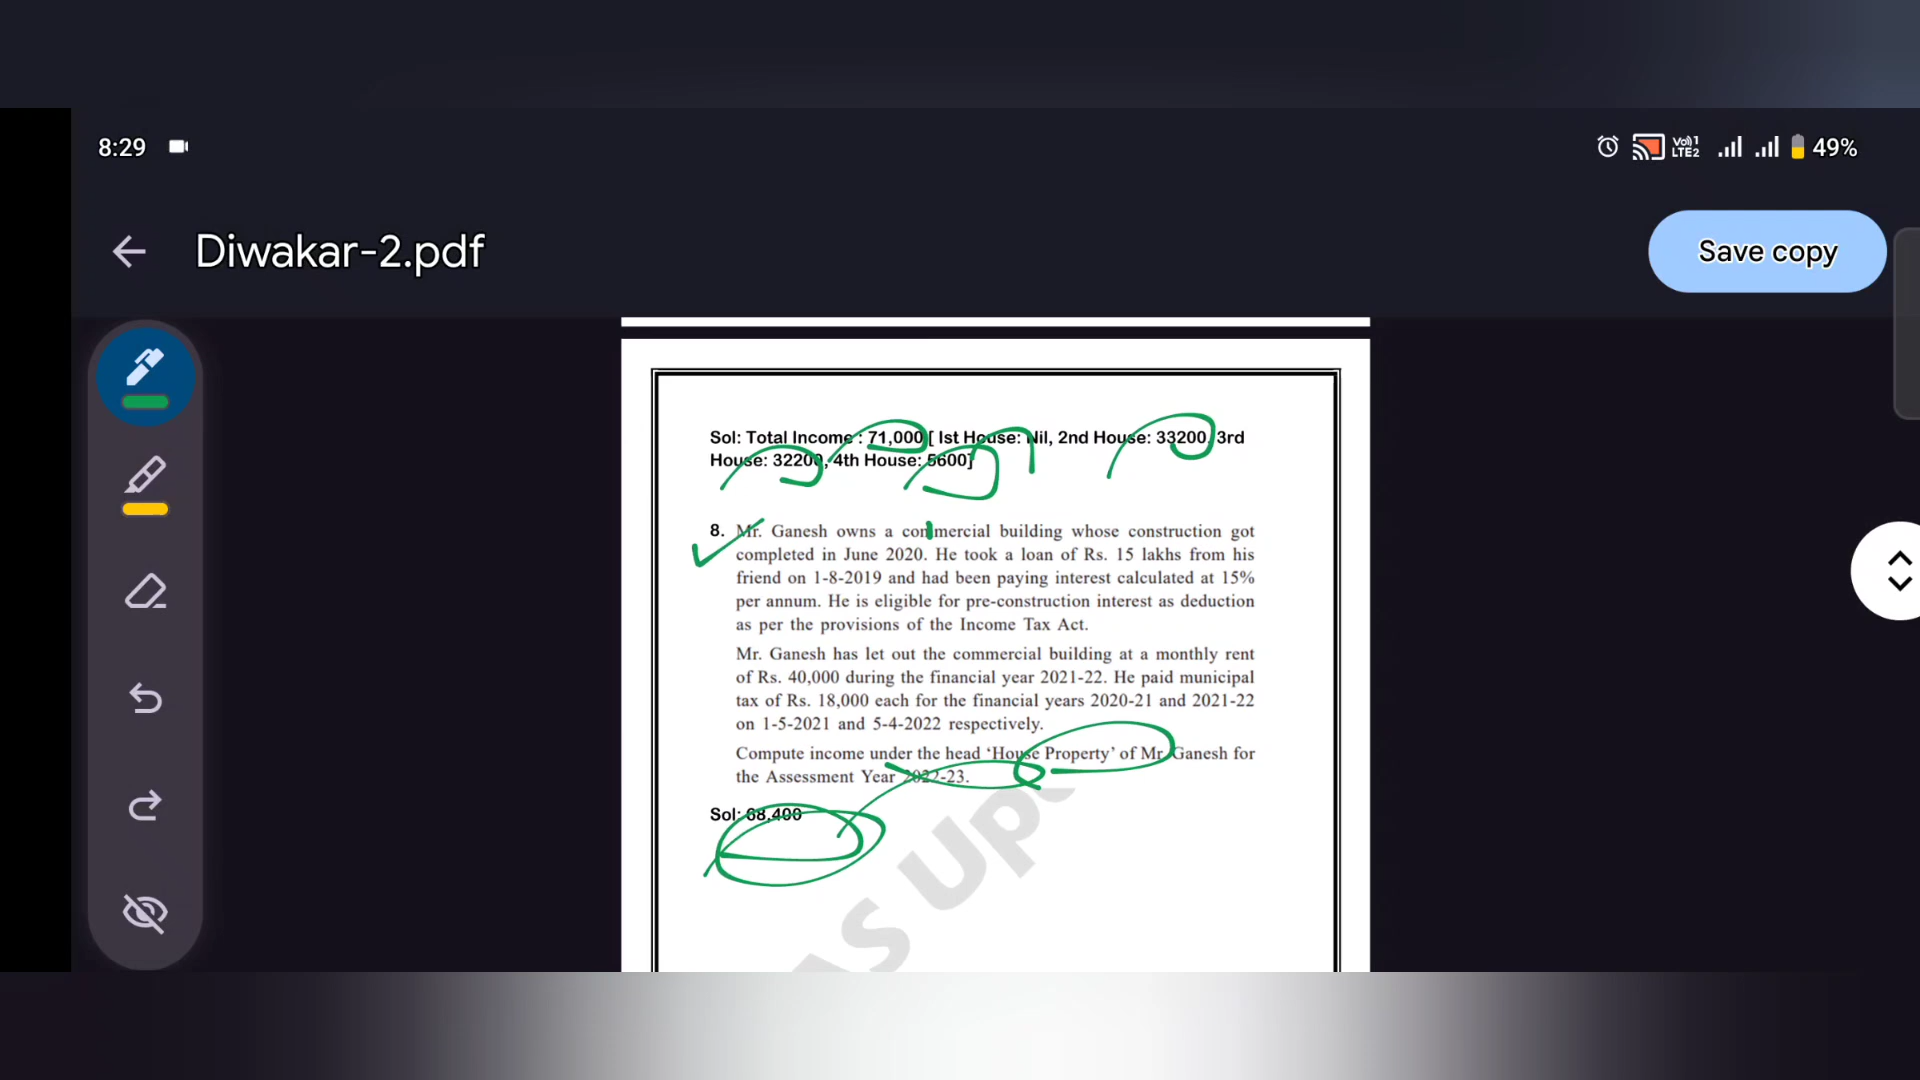 8:29
Vo)) 1
LTE2
49%
Diwakar-2.pdf
Save copy
Sol: Total Income : 71,000 [ Ist House: Nil, 2nd House: 33200, 3rd
House: 32200, 4th House: 5600]
8. Mr. Ganesh owns a commercial building whose construction got
completed in June 2020. He took a loan of Rs. 15 lakhs from his
friend on 1-8-2019 and had been paying interest calculated at 15%
per annum. He is eligible for pre-construction interest as deduction
as per the provisions of the Income Tax Act.
Mr. Ganesh has let out the commercial building at a monthly rent
of Rs. 40,000 during the financial year 2021-22. He paid municipal
tax of Rs. 18,000 each for the financial years 2020-21 and 2021-22
on 1-5-2021 and 5-4-2022 respectively.
Compute income under the head ‘House Property’ of Mr. Ganesh for
the Assessment Year 2022-23.
Sol: 68,400
AS Up